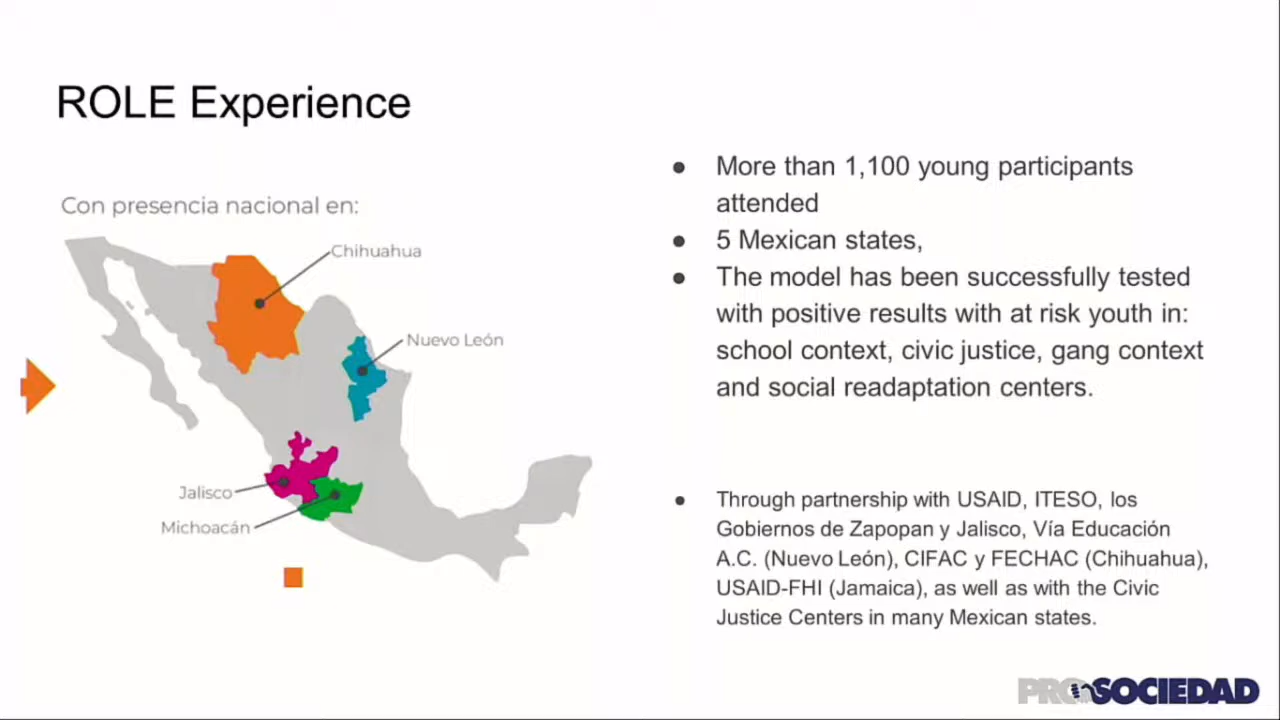 ROLE Experience
Con presencia nacional en:
Chihuahua
Nuevo León
Jalisco
Michoacán
● More than 1,100 young participants
attended
● 5 Mexican states,
● The model has been successfully tested
with positive results with at risk youth in:
school context, civic justice, gang context
and social readaptation centers.
● Through partnership with USAID, ITESO, los
Gobiernos de Zapopan y Jalisco, Vía Educación
A.C. (Nuevo León), CIFAC y FECHAC (Chihuahua),
USAID-FHI (Jamaica), as well as with the Civic
Justice Centers in many Mexican states.
PROSOCIEDAD